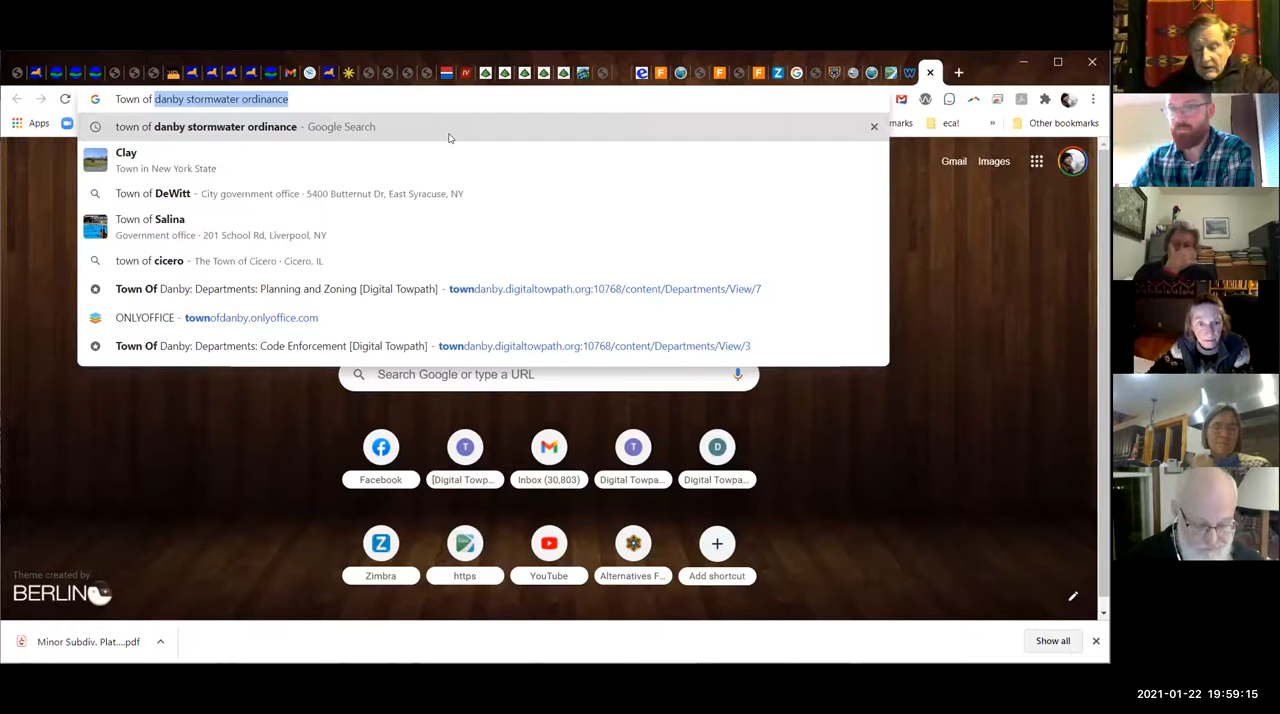 Town of danby stormwater ordinance
Apps
marks
eca!
»
Other bookmarks
town of danby stormwater ordinance - Google Search
Clay
Town in New York State
Town of DeWitt - City government office · 5400 Butternut Dr, East Syracuse, NY
Town of Salina
Government office · 201 School Rd, Liverpool, NY
town of cicero - The Town of Cicero · Cicero, IL
Town Of Danby: Departments: Planning and Zoning [Digital Towpath] - towndanby.digitaltowpath.org:10768/content/Departments/View/7
ONLYOFFICE - townofdanby.onlyoffice.com
Town Of Danby: Departments: Code Enforcement [Digital Towpath] - towndanby.digitaltowpath.org:10768/content/Departments/View/3
Gmail Images
Search Google or type a URL
T T D
Facebook [Digital Towp... Inbox (30,803) Digital Towpa... Digital Towpa...
Zimbra https YouTube Alternatives F... Add shortcut
Theme created by
BERLIN
Minor Subdiv. Plat....pdf
Show all
2021-01-22 19:59:15